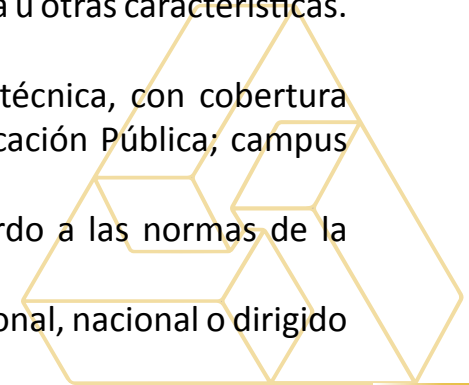 u otras características.
técnica, con cobertura
cación Pública; campus
rdo a las normas de la
onal, nacional o dirigido